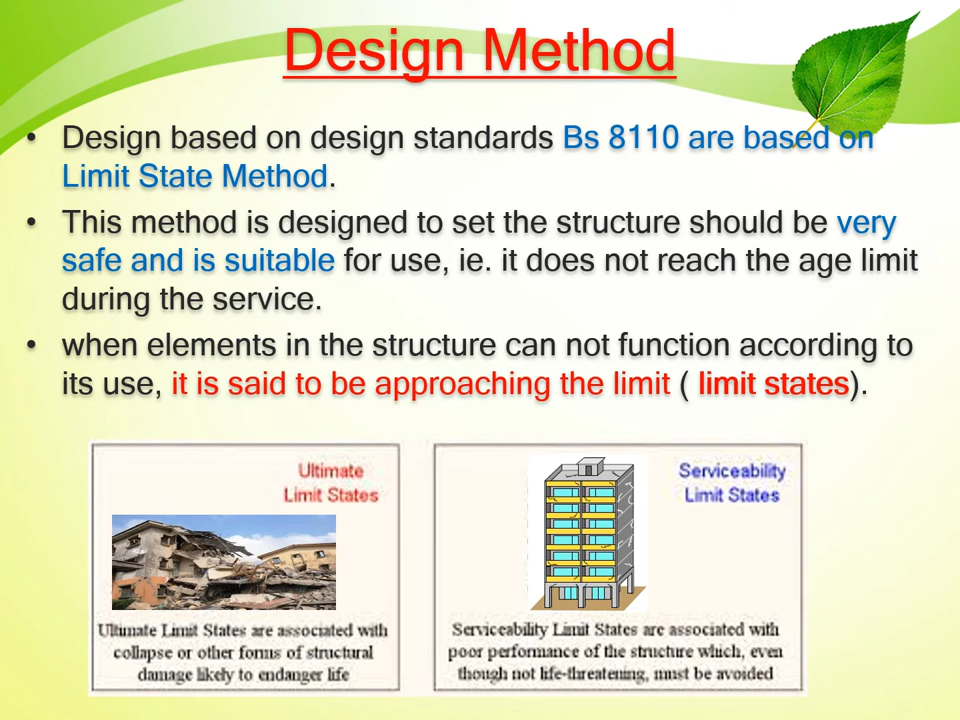 Design Method
• Design based on design standards Bs 8110 are based on
Limit State Method.
• This method is designed to set the structure should be very
safe and is suitable for use, ie. it does not reach the age limit
during the service.
• when elements in the structure can not function according to
its use, it is said to be approaching the limit ( limit states).
Ultimate
Limit States
Ultimate Limit States are associated with
collapse or other forms of structural
damage likely to endanger life
Serviceability
Limit States
Serviceability Limit States are associated with
poor performance of the structure which, even
though not life-threatening, must be avoided